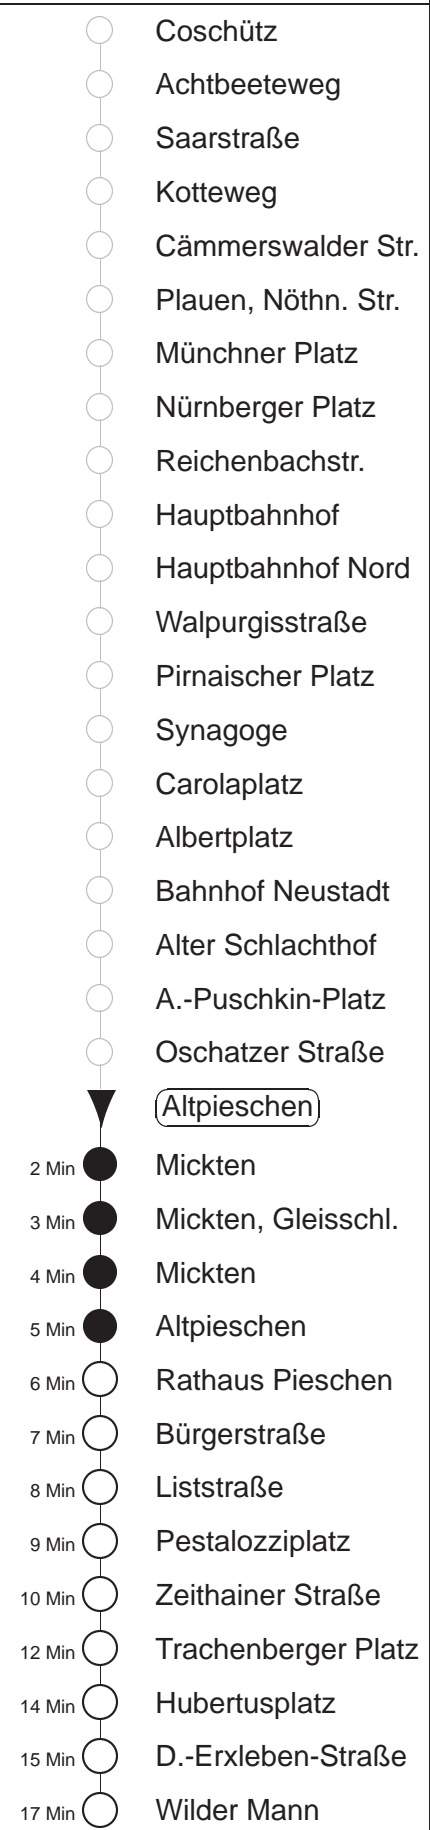 Coschütz
Achtbeeteweg
Saarstraße
Kotteweg
Cämmerswalder Str.
Plauen, Nöthn. Str.
Münchner Platz
Nürnberger Platz
Reichenbachstr.
Hauptbahnhof
Hauptbahnhof Nord
Walpurgisstraße
Pirnaischer Platz
Synagoge
Carolaplatz
Albertplatz
Bahnhof Neustadt
Alter Schlachthof
A.-Puschkin-Platz
Oschatzer Straße
Altpieschen
2 Min Mickten
3 Min Mickten, Gleisschl.
4 Min Mickten
5 Min Altpieschen
6 Min Rathaus Pieschen
7 Min Bürgerstraße
8 Min Liststraße
9 Min Pestalozziplatz
10 Min Zeithainer Straße
12 Min Trachenberger Platz
14 Min Hubertusplatz
15 Min D.-Erxleben-Straße
17 Min Wilder Mann